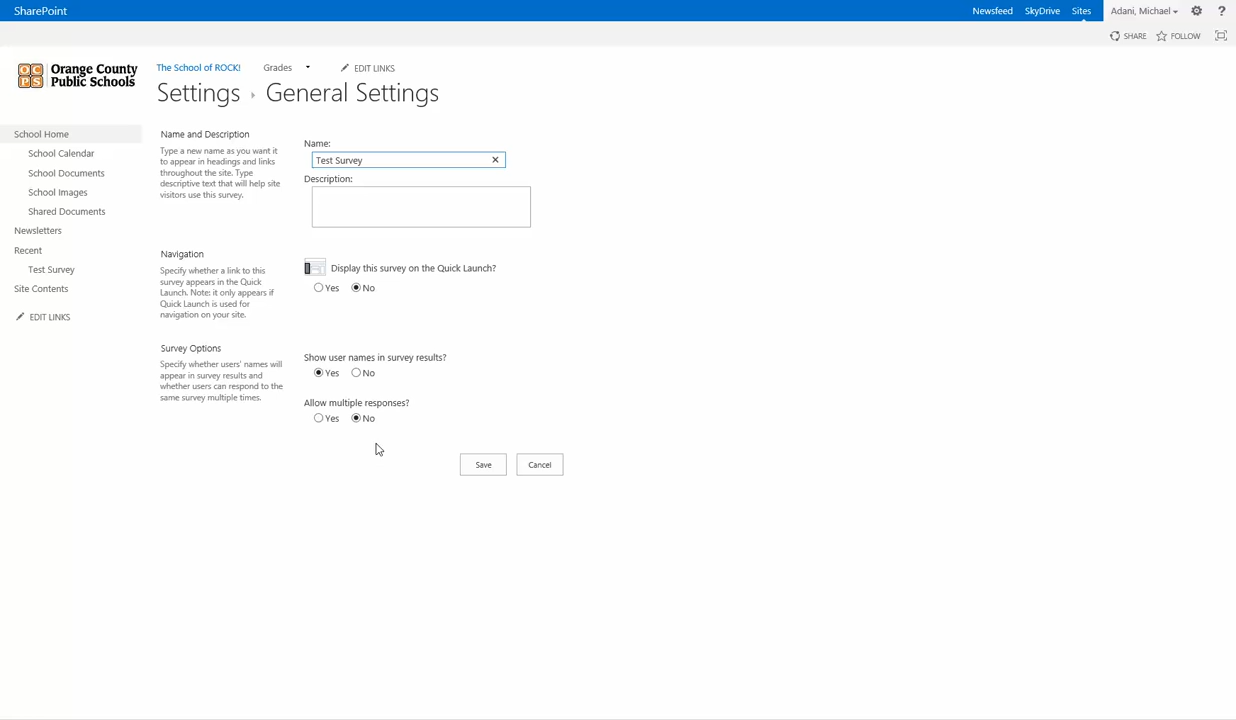 SharePoint
Newsfeed SkyDrive Sites Adani, Michael ?
SHARE FOLLOW
OCPS Orange County Public Schools
The School of ROCK! Grades EDIT LINKS
Settings General Settings
School Home
School Calendar
School Documents
School Images
Shared Documents
Newsletters
Recent
Test Survey
Site Contents
EDIT LINKS
Name and Description
Type a new name as you want it
to appear in headings and links
throughout the site. Type
descriptive text that will help site
visitors use this survey.
Name:
Test Survey
Description:
Navigation
Specify whether a link to this
survey appears in the Quick
Launch. Note: it only appears if
Quick Launch is used for
navigation on your site.
Display this survey on the Quick Launch?
Yes No
Survey Options
Specify whether users' names will
appear in survey results and
whether users can respond to the
same survey multiple times.
Show user names in survey results?
Yes No
Allow multiple responses?
Yes No
Save Cancel